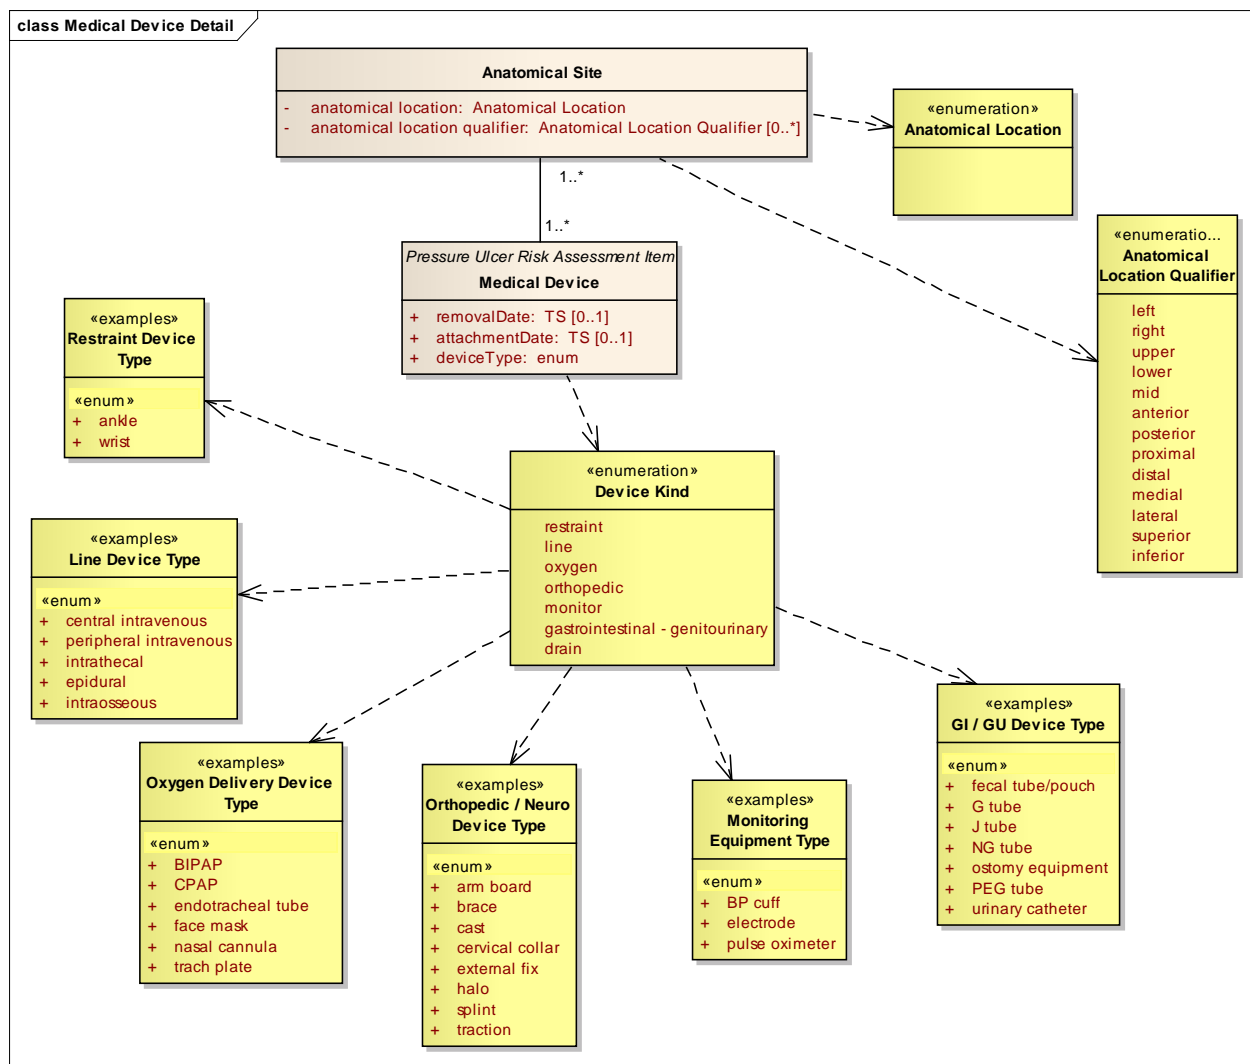 class Medical Device Detail
Anatomical Site
- anatomical location: Anatomical Location
- anatomical location qualifier: Anatomical Location Qualifier [0..*]
«enumeration»
Anatomical Location
1..*
1..*
«enumeratio...
Anatomical
Location Qualifier
left
right
upper
lower
mid
anterior
posterior
proximal
distal
medial
lateral
superior
inferior
Pressure Ulcer Risk Assessment Item
Medical Device
+ removalDate: TS [0..1]
+ attachmentDate: TS [0..1]
+ deviceType: enum
«examples»
Restraint Device
Type
«enum»
+ ankle
+ wrist
«enumeration»
Device Kind
restraint
line
oxygen
orthopedic
monitor
gastrointestinal - genitourinary
drain
«examples»
Line Device Type
«enum»
+ central intravenous
+ peripheral intravenous
+ intrathecal
+ epidural
+ intraosseous
«examples»
Oxygen Delivery Device
Type
«enum»
+ BIPAP
+ CPAP
+ endotracheal tube
+ face mask
+ nasal cannula
+ trach plate
«examples»
Orthopedic / Neuro
Device Type
«enum»
+ arm board
+ brace
+ cast
+ cervical collar
+ external fix
+ halo
+ splint
+ traction
«examples»
Monitoring
Equipment Type
«enum»
+ BP cuff
+ electrode
+ pulse oximeter
«examples»
GI / GU Device Type
«enum»
+ fecal tube/pouch
+ G tube
+ J tube
+ NG tube
+ ostomy equipment
+ PEG tube
+ urinary catheter